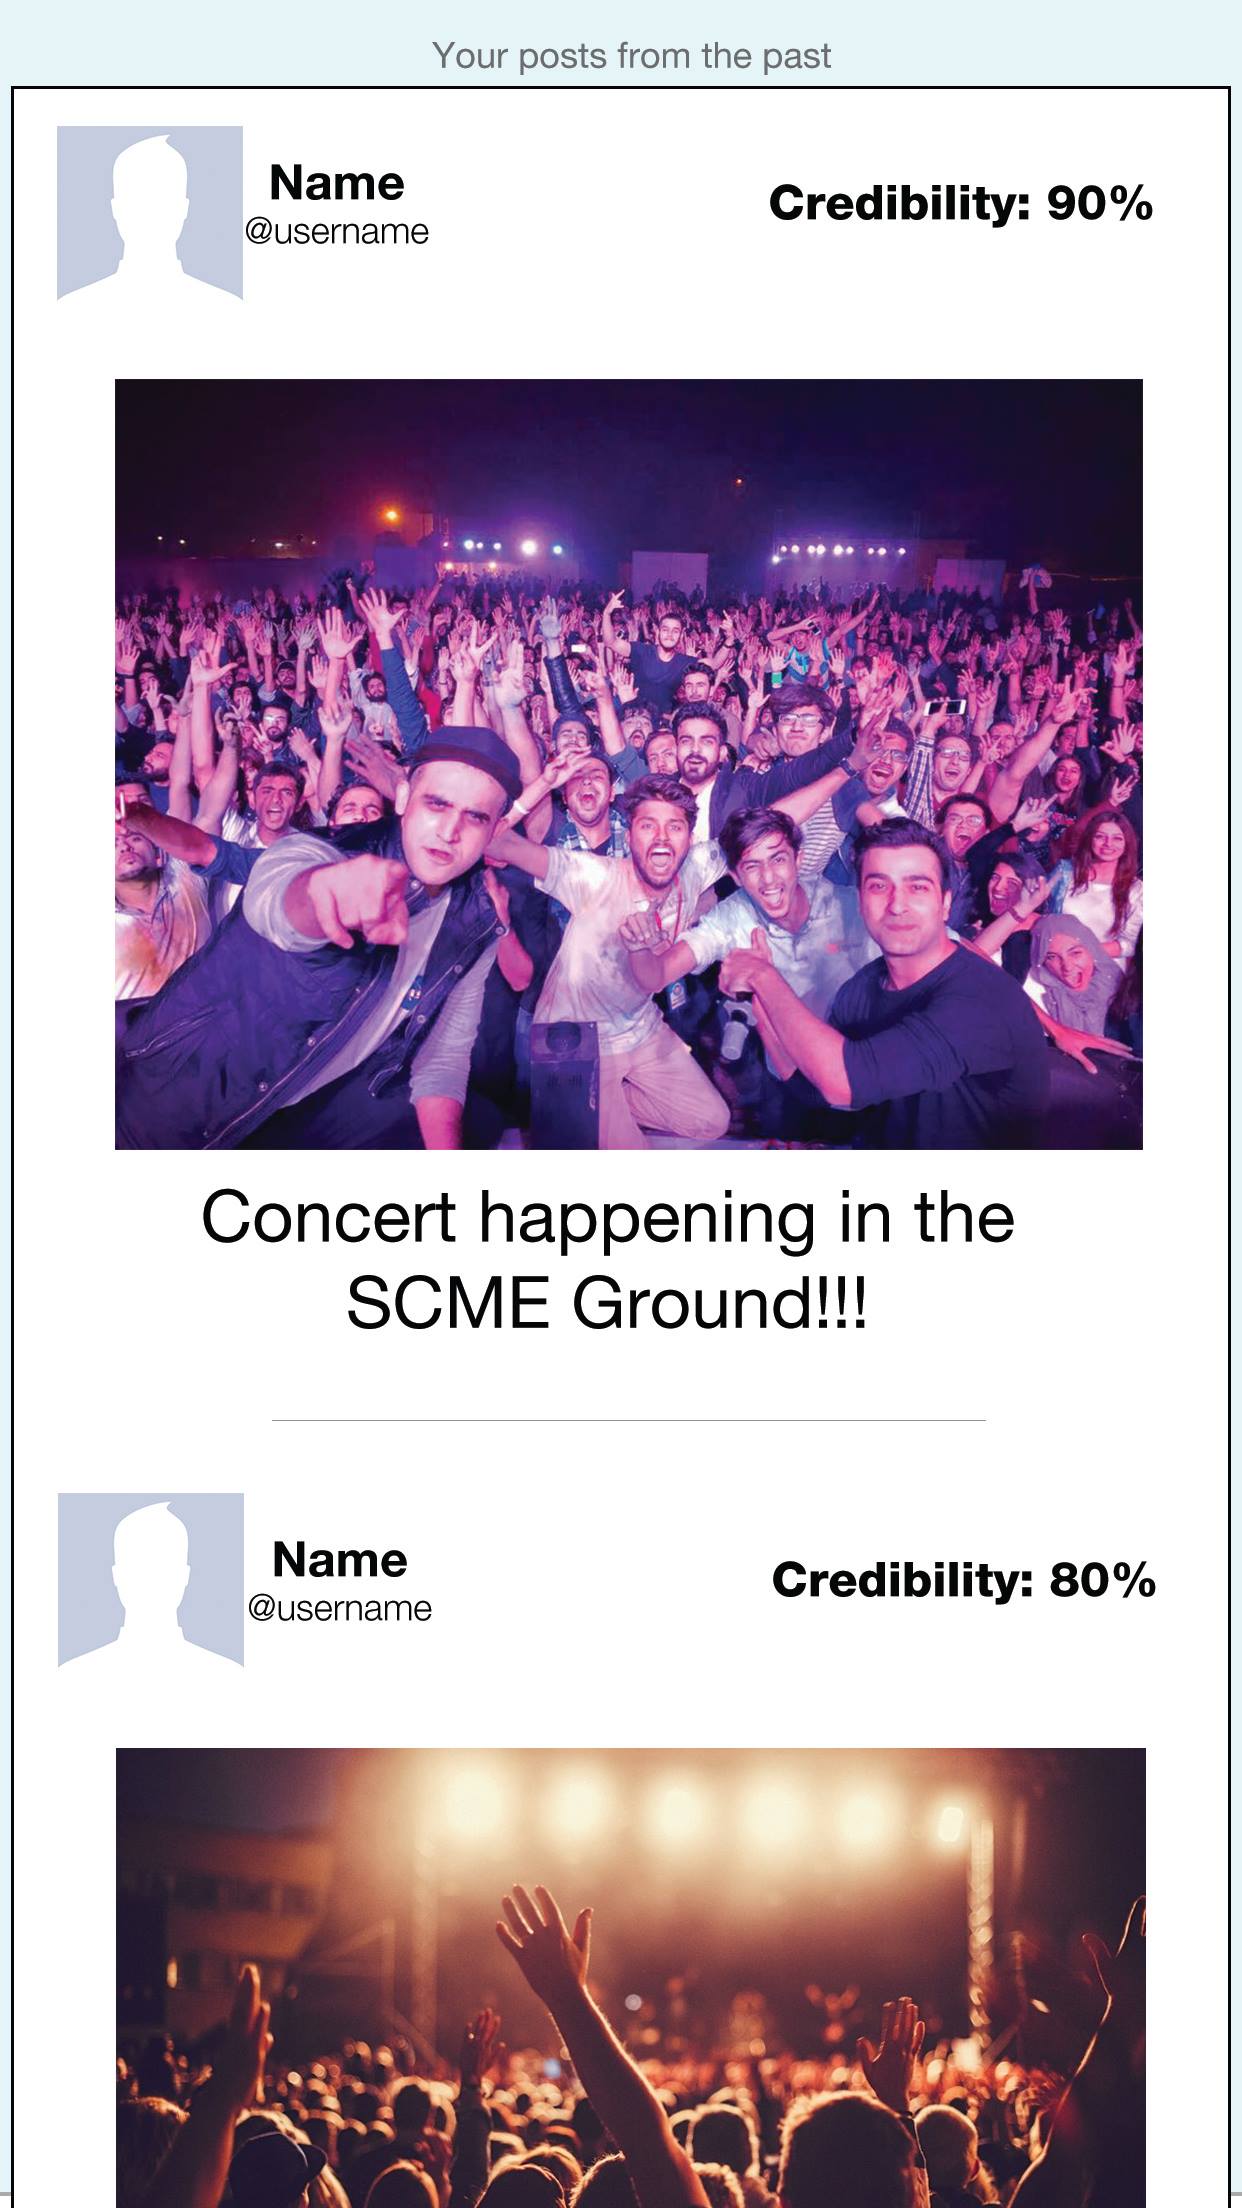 Your posts from the past
Name
@username
Credibility: 90%
Concert happening in the
SCME Ground!!!
Name
@username
Credibility: 80%